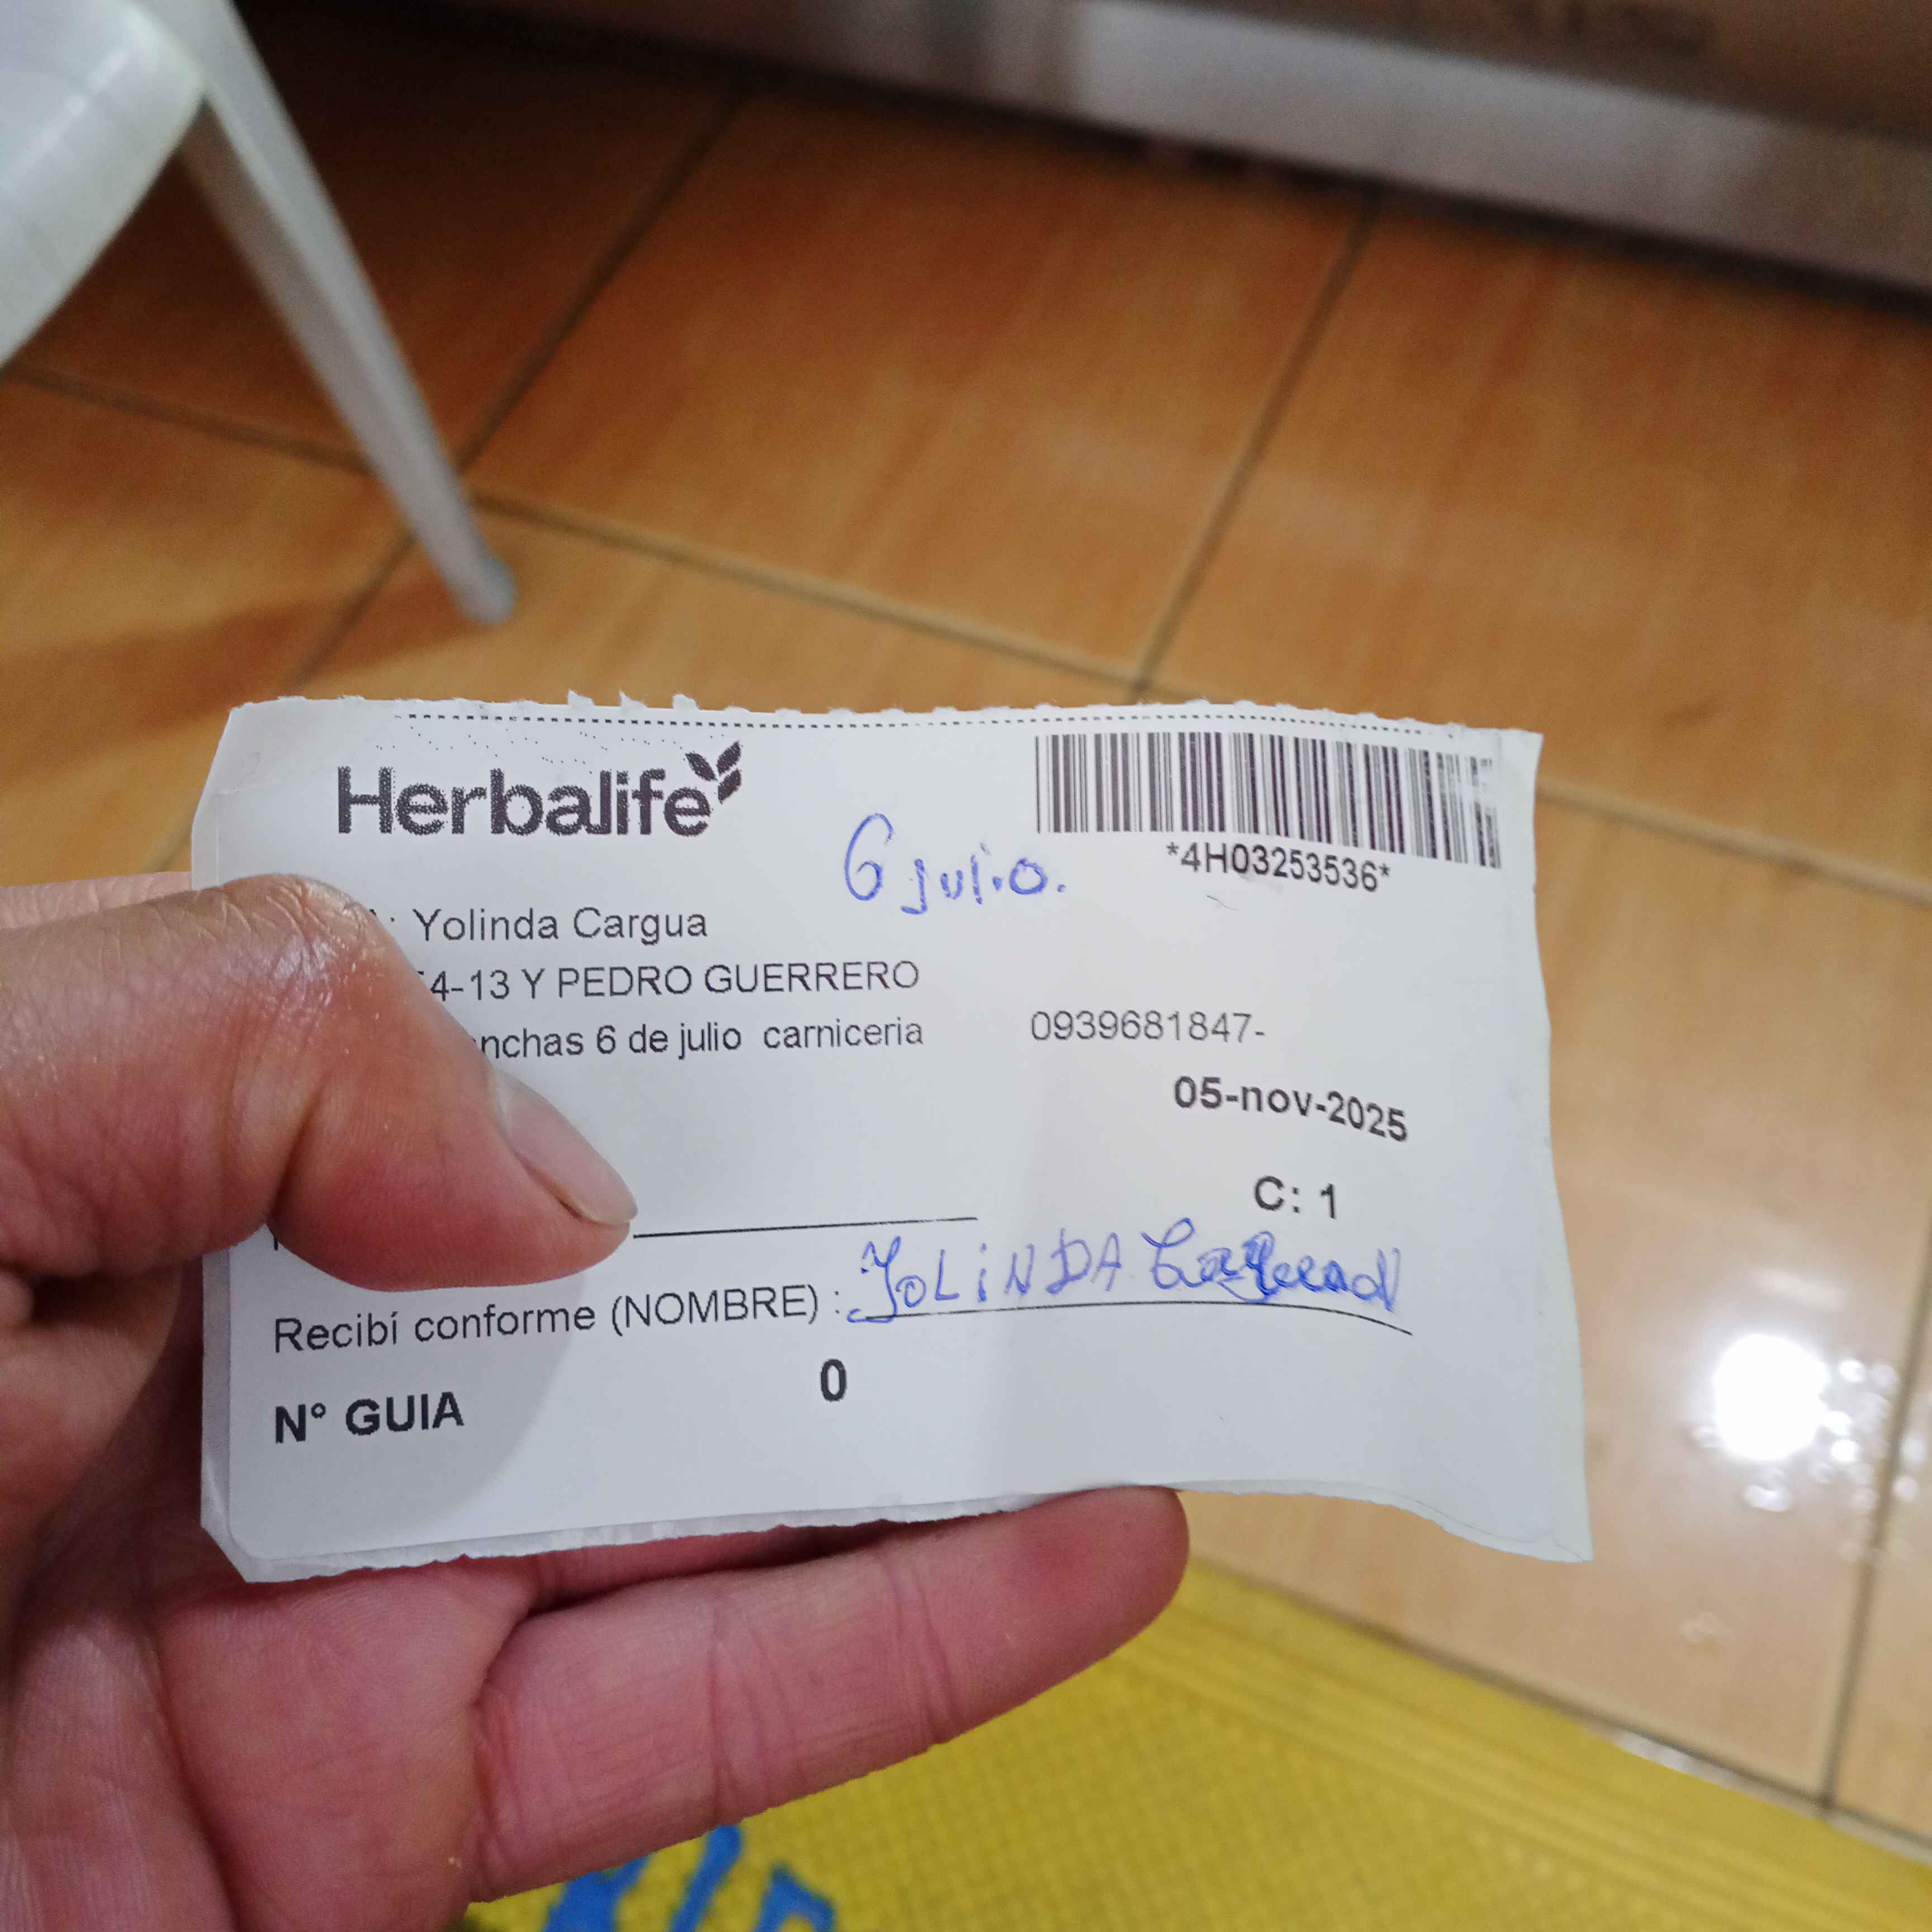 Herbalife
*4H03253536*
6 julio.
: Yolinda Cargua
4-13 Y PEDRO GUERRERO
nchas 6 de julio carniceria 0939681847-
05-nov-2025
C: 1
Recibí conforme (NOMBRE) : YOLiNDA
N° GUIA 0